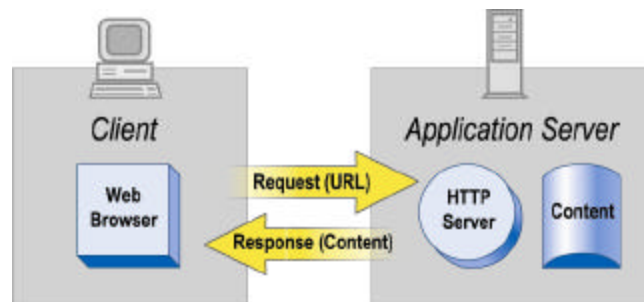 Client
Application Server
Web
Browser
Request (URL)
Response (Content)
HTTP
Server
Content